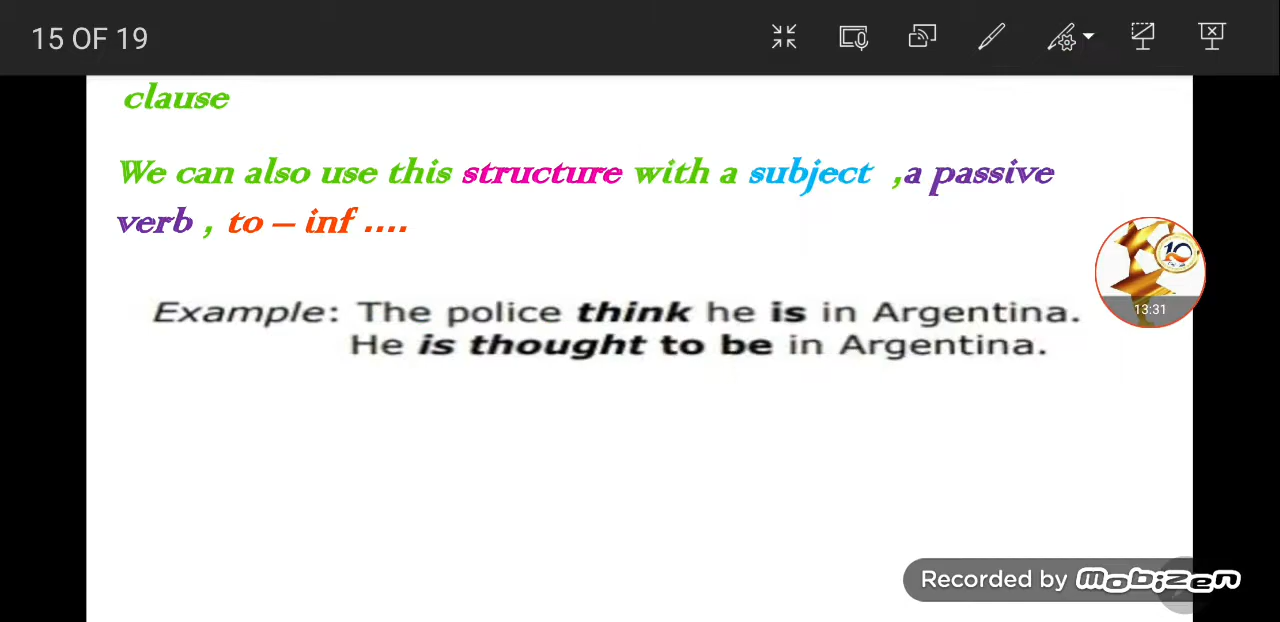 15 OF 19
clause
We can also use this structure with a subject ,a passive
verb , to – inf ....
Example: The police think he is in Argentina.
He is thought to be in Argentina.
10
13:31
Recorded by Mobizen